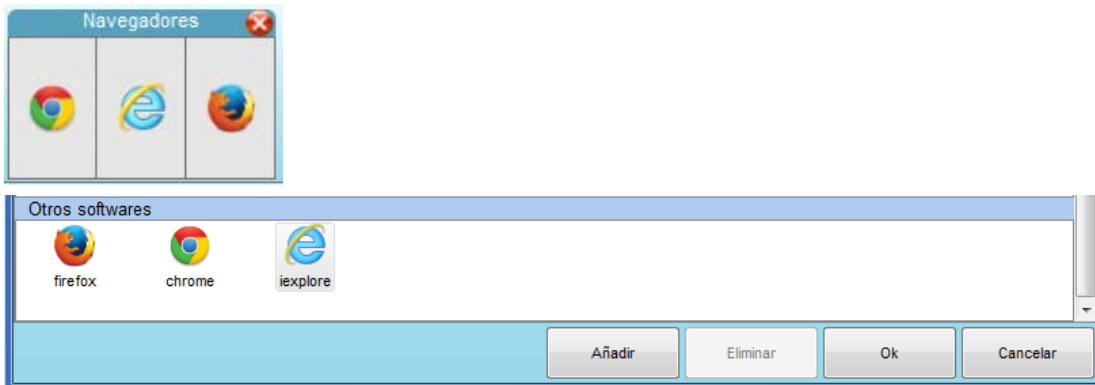 Navegadores
Otros softwares
firefox chrome iexplore
Añadir Eliminar Ok Cancelar